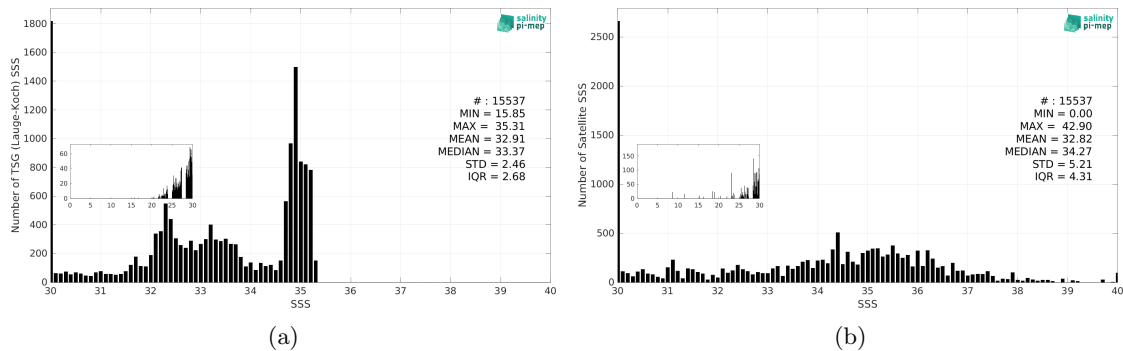 1800
1600
1400
1200
1000
800
600
400
200
0
Number of TSG (Lauge-Koch) SSS
salinity
pi-mep
# : 15537
MIN = 15.85
MAX = 35.31
MEAN = 32.91
MEDIAN = 33.37
STD = 2.46
IQR = 2.68
60
40
20
0
0 5 10 15 20 25 30
30 31 32 33 34 35 36 37 38 39 40
SSS
(a)
2500
2000
1500
1000
500
0
Number of Satellite SSS
salinity
pi-mep
# : 15537
MIN = 0.00
MAX = 42.90
MEAN = 32.82
MEDIAN = 34.27
STD = 5.21
IQR = 4.31
150
100
50
0
0 5 10 15 20 25 30
30 31 32 33 34 35 36 37 38 39 40
SSS
(b)